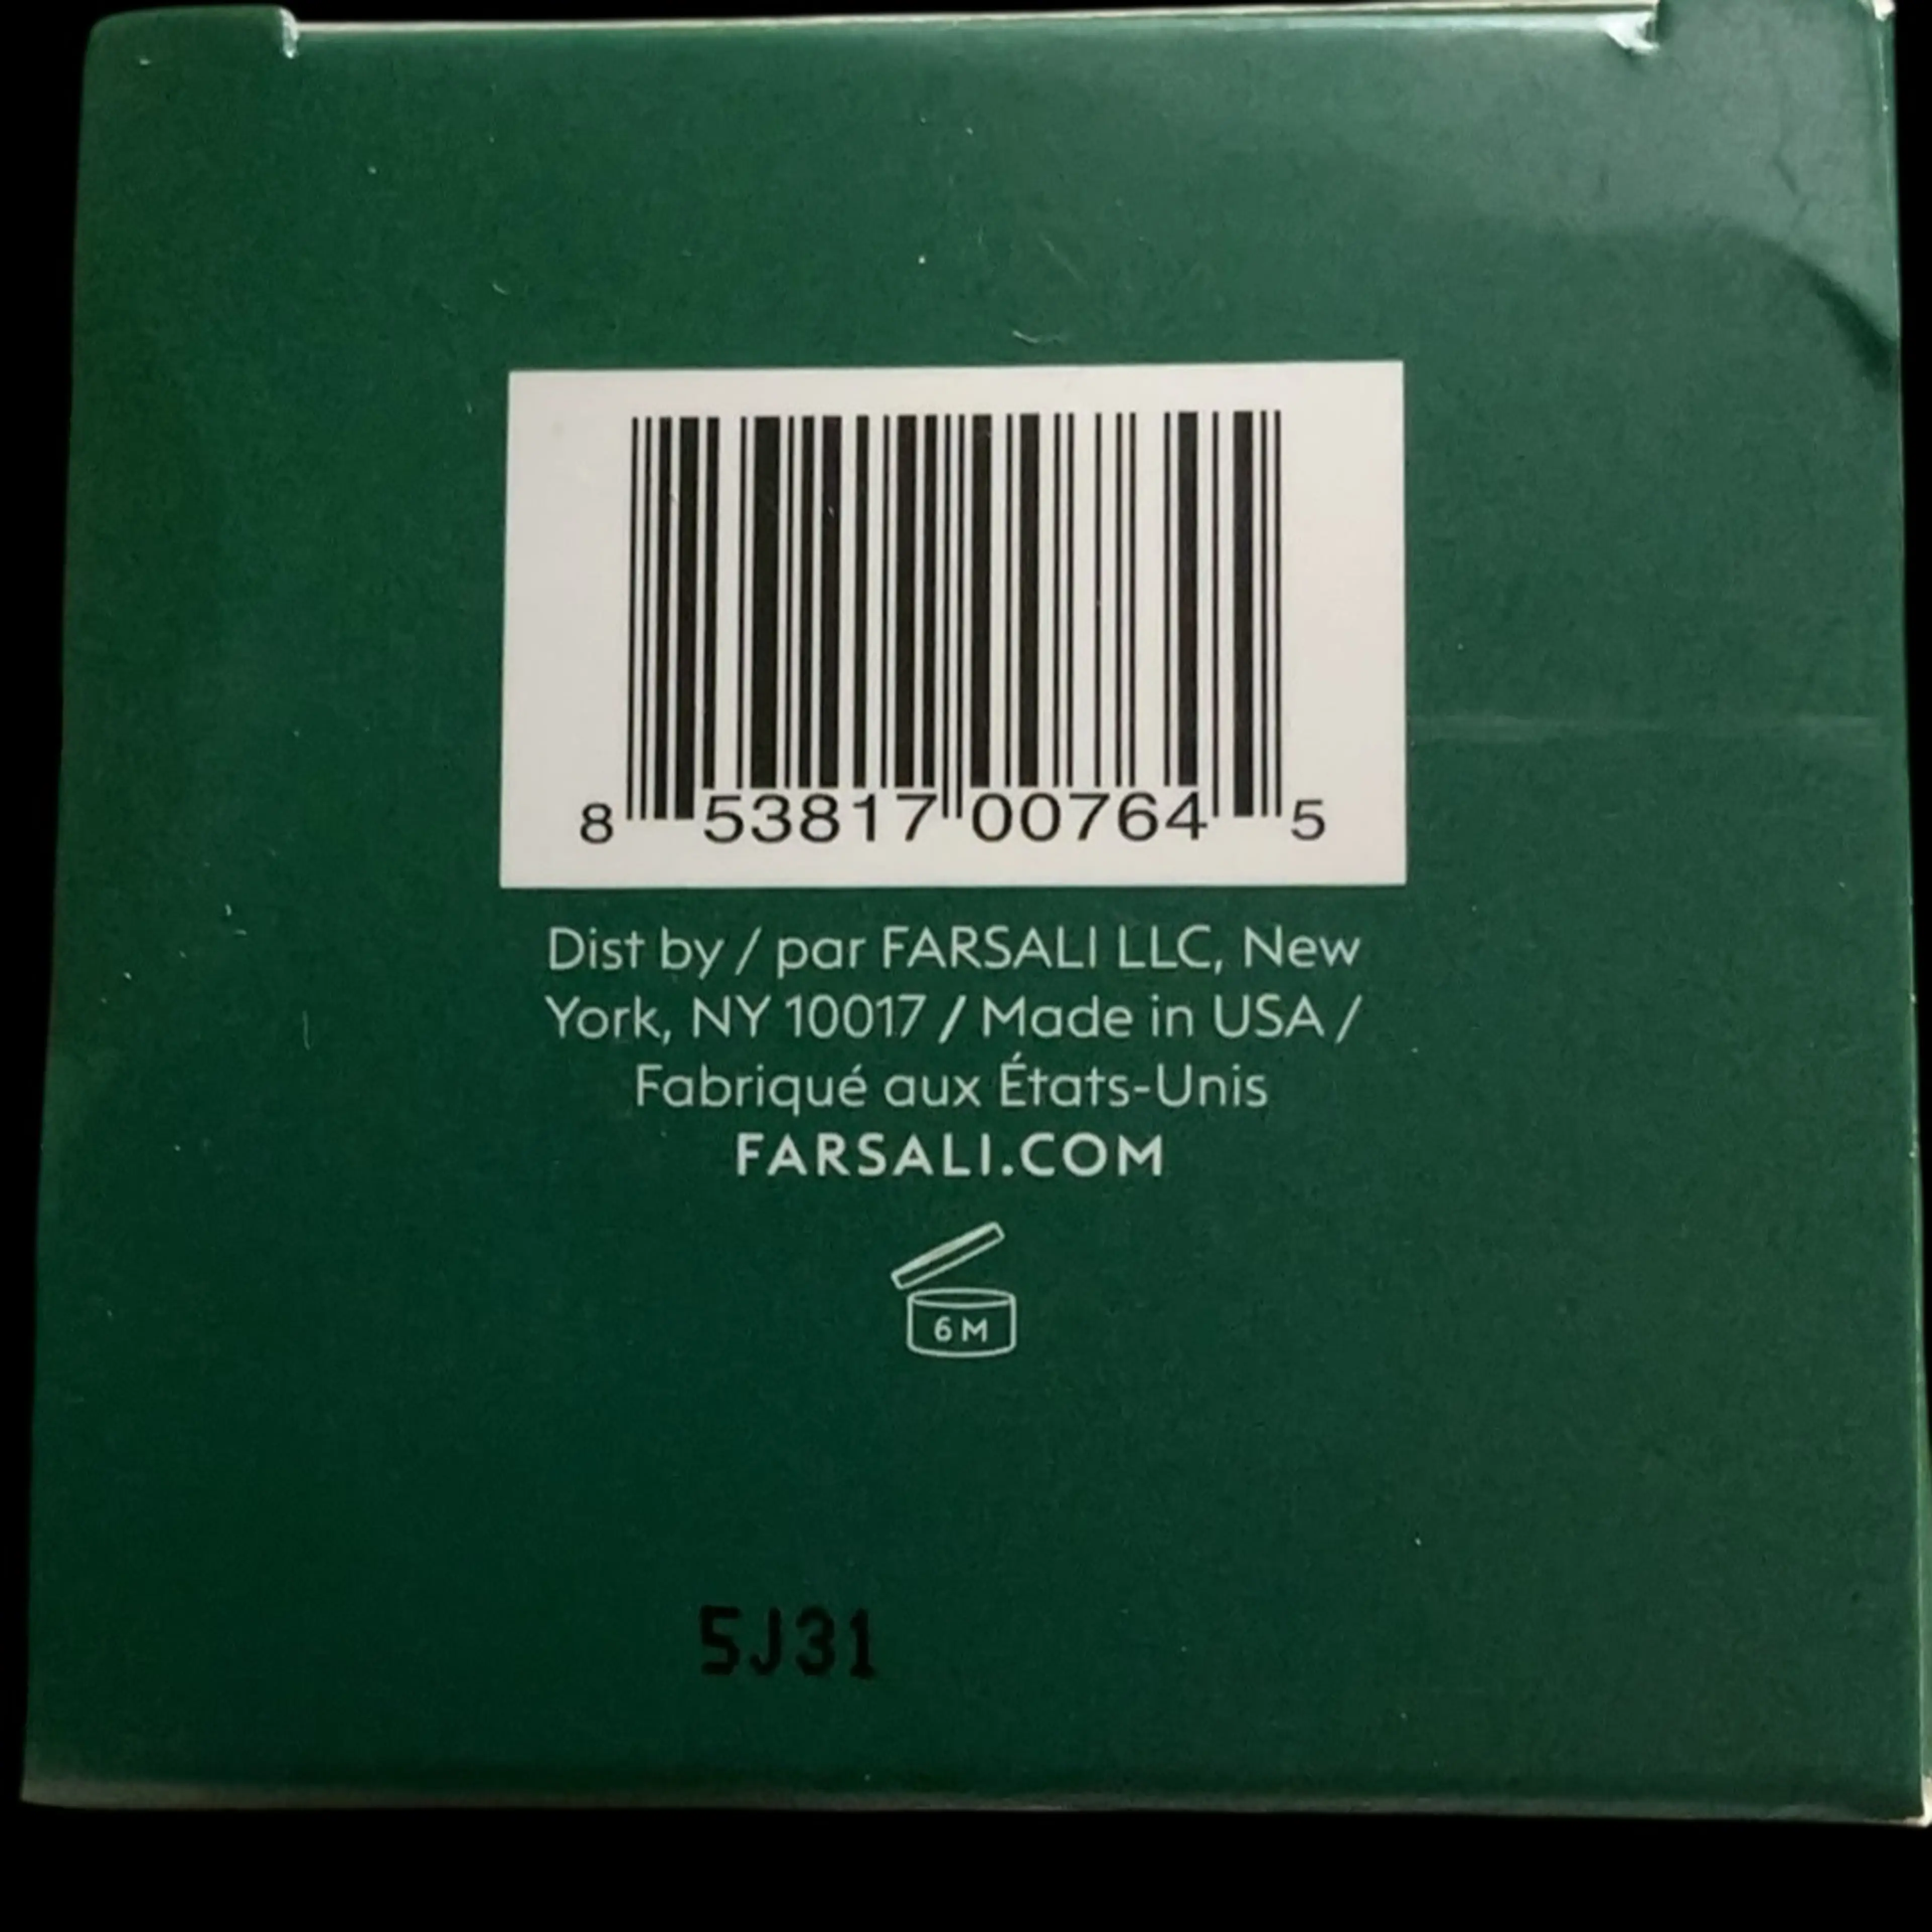 8 53817 00764 5
Dist by / par FARSALI LLC, New
York, NY 10017 / Made in USA /
Fabriqué aux États-Unis
FARSALI.COM
6 M
5J31